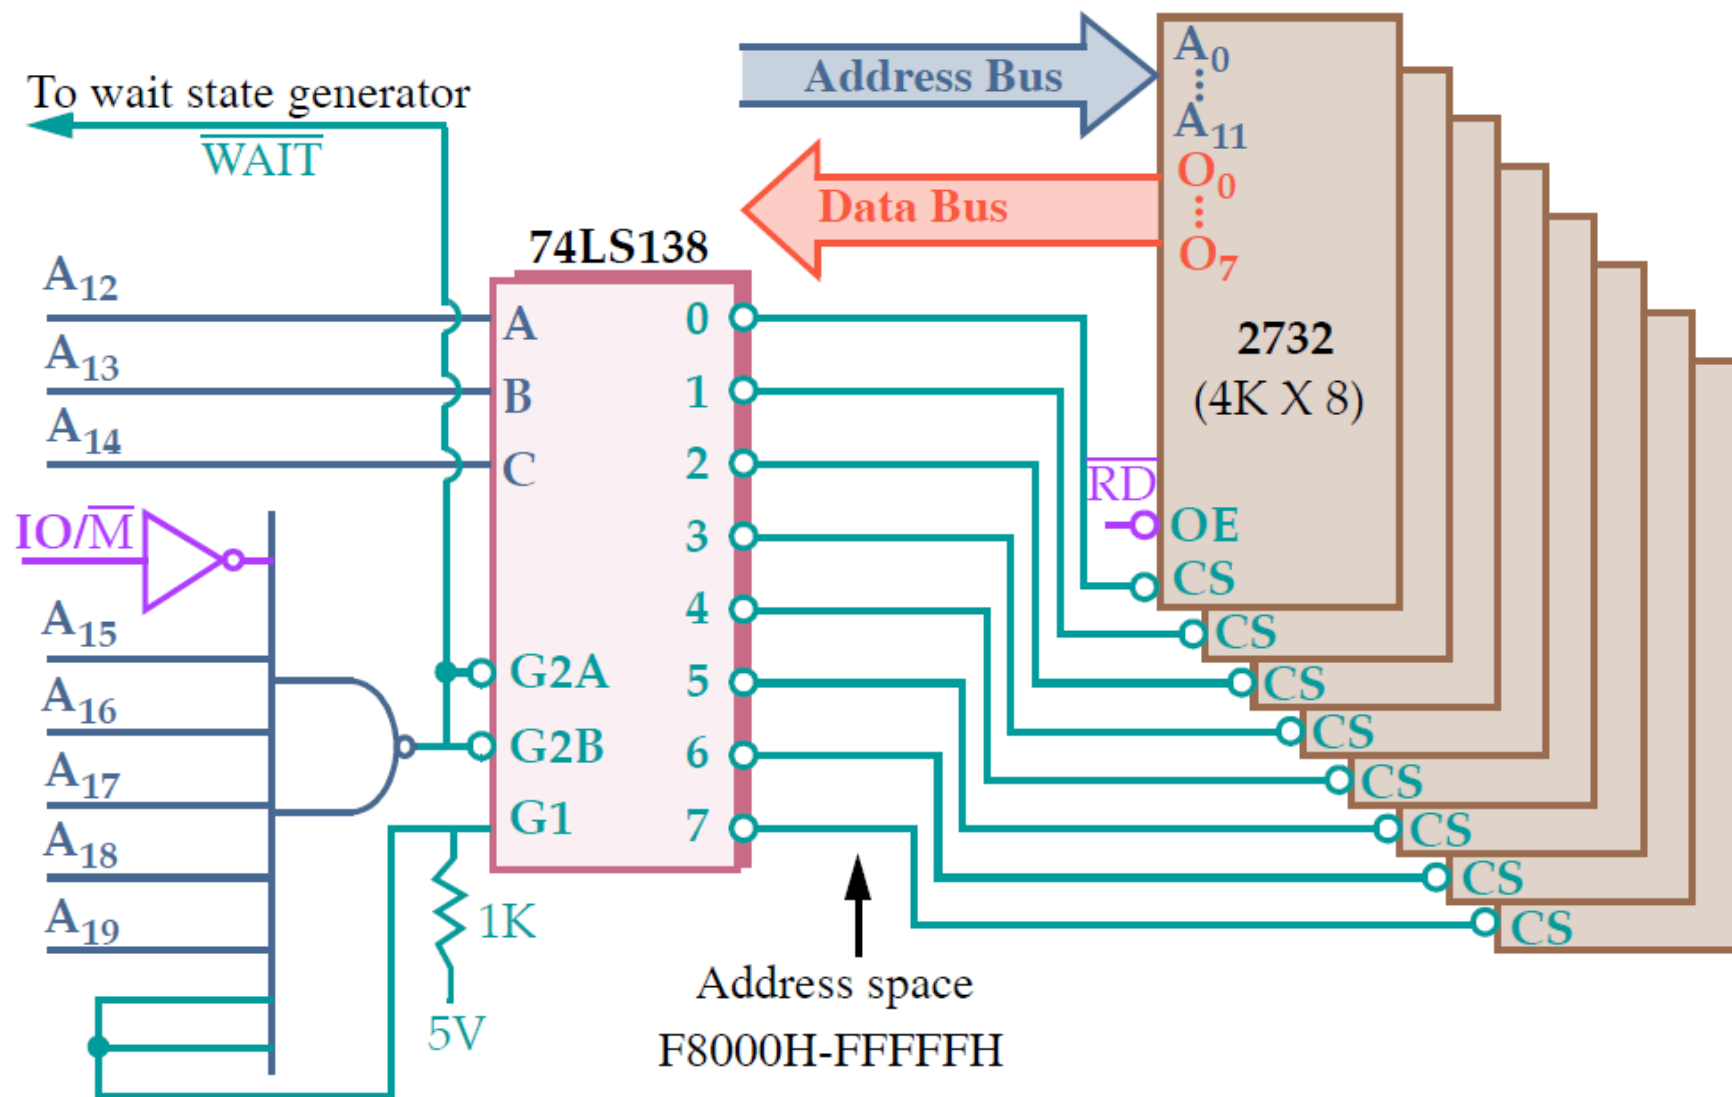 To wait state generator
W̅A̅I̅T̅
Address Bus
Data Bus
A0
A11
O0
O7
2732
(4K X 8)
R̅D̅
OE
CS
CS
CS
CS
CS
CS
CS
CS
74LS138
A12
A13
A14
A
B
C
IO/M̅
A15
A16
A17
A18
A19
G2A
G2B
G1
0
1
2
3
4
5
6
7
1K
5V
Address space
F8000H-FFFFFH